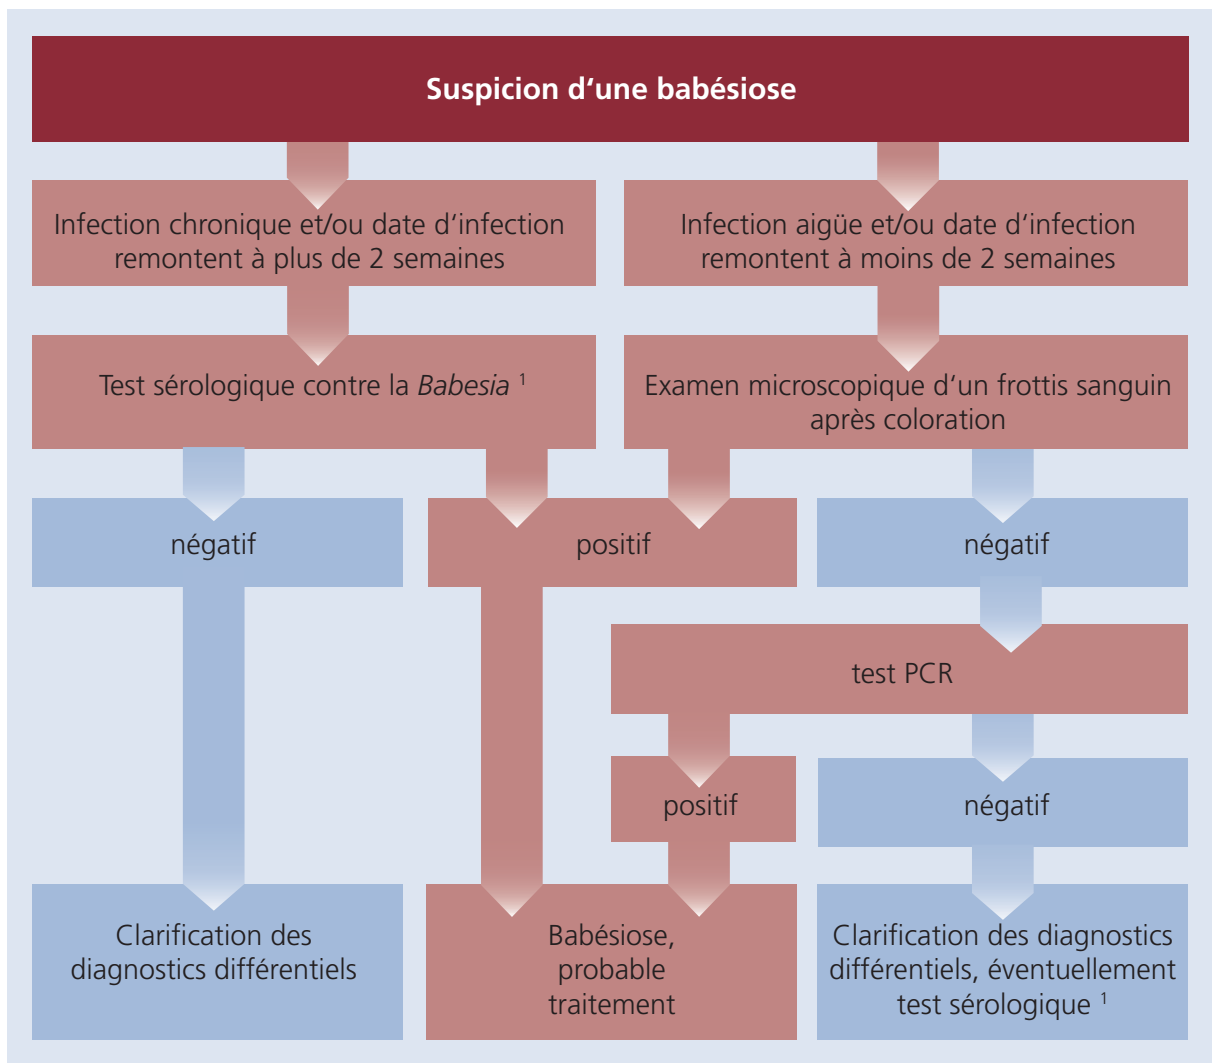 Suspicion d‘une babésiose
Infection chronique et/ou date d‘infection
remontent à plus de 2 semaines
Infection aigüe et/ou date d‘infection
remontent à moins de 2 semaines
Test sérologique contre la Babesia ¹
Examen microscopique d‘un frottis sanguin
après coloration
négatif
positif
négatif
test PCR
positif
négatif
Clarification des
diagnostics différentiels
Babésiose,
probable
traitement
Clarification des diagnostics
différentiels, éventuellement
test sérologique ¹